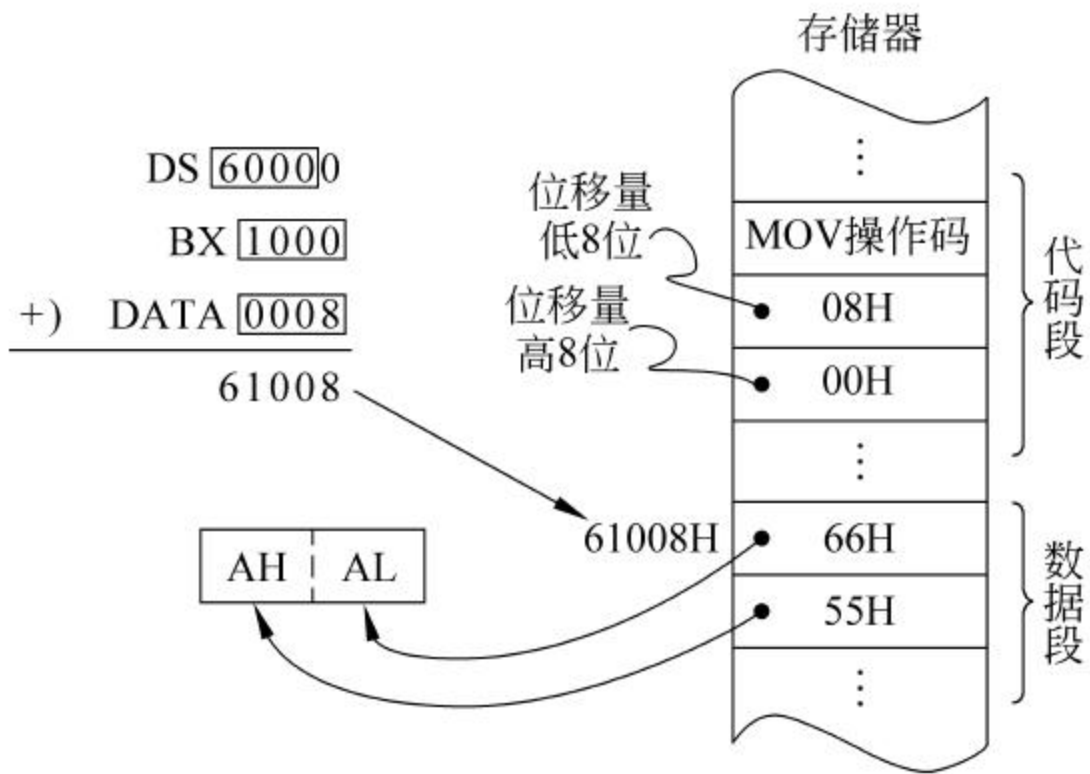 存储器
⋮
DS 60000
BX 1000
+) DATA 0008
61008
位移量
低8位
位移量
高8位
MOV操作码
08H
00H
⋮
代码段
61008H
66H
55H
⋮
数据段
AH AL